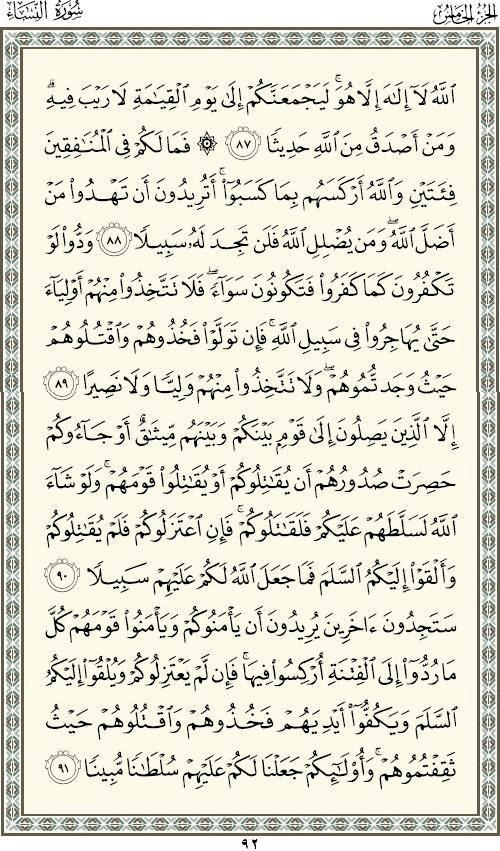 الجزء الخامس
سورة النساء
ٱللَّهُ لَآ إِلَٰهَ إِلَّا هُوَۚ لَيَجْمَعَنَّكُمْ إِلَىٰ يَوْمِ ٱلْقِيَٰمَةِ لَا رَيْبَ فِيهِۗ
وَمَنْ أَصْدَقُ مِنَ ٱللَّهِ حَدِيثًا ٨٧ ۞ فَمَا لَكُمْ فِى ٱلْمُنَٰفِقِينَ
فِئَتَيْنِ وَٱللَّهُ أَرْكَسَهُم بِمَا كَسَبُوٓا۟ۚ أَتُرِيدُونَ أَن تَهْدُوا۟ مَنْ
أَضَلَّ ٱللَّهُۖ وَمَن يُضْلِلِ ٱللَّهُ فَلَن تَجِدَ لَهُۥ سَبِيلًا ٨٨ وَدُّوا۟ لَوْ
تَكْفُرُونَ كَمَا كَفَرُوا۟ فَتَكُونُونَ سَوَآءًۖ فَلَا تَتَّخِذُوا۟ مِنْهُمْ أَوْلِيَآءَ
حَتَّىٰ يُهَاجِرُوا۟ فِى سَبِيلِ ٱللَّهِۚ فَإِن تَوَلَّوْا۟ فَخُذُوهُمْ وَٱقْتُلُوهُمْ
حَيْثُ وَجَدتُّمُوهُمْۖ وَلَا تَتَّخِذُوا۟ مِنْهُمْ وَلِيًّا وَلَا نَصِيرًا ٨٩
إِلَّا ٱلَّذِينَ يَصِلُونَ إِلَىٰ قَوْمٍۭ بَيْنَكُمْ وَبَيْنَهُم مِّيثَٰقٌ أَوْ جَآءُوكُمْ
حَصِرَتْ صُدُورُهُمْ أَن يُقَٰتِلُوكُمْ أَوْ يُقَٰتِلُوا۟ قَوْمَهُمْۚ وَلَوْ شَآءَ
ٱللَّهُ لَسَلَّطَهُمْ عَلَيْكُمْ فَلَقَٰتَلُوكُمْۚ فَإِنِ ٱعْتَزَلُوكُمْ فَلَمْ يُقَٰتِلُوكُمْ
وَأَلْقَوْا۟ إِلَيْكُمُ ٱلسَّلَمَ فَمَا جَعَلَ ٱللَّهُ لَكُمْ عَلَيْهِمْ سَبِيلًا ٩٠
سَتَجِدُونَ ءَاخَرِينَ يُرِيدُونَ أَن يَأْمَنُوكُمْ وَيَأْمَنُوا۟ قَوْمَهُمْ كُلَّ
مَا رُدُّوٓا۟ إِلَى ٱلْفِتْنَةِ أُرْكِسُوا۟ فِيهَاۚ فَإِن لَّمْ يَعْتَزِلُوكُمْ وَيُلْقُوٓا۟ إِلَيْكُمُ
ٱلسَّلَمَ وَيَكُفُّوٓا۟ أَيْدِيَهُمْ فَخُذُوهُمْ وَٱقْتُلُوهُمْ حَيْثُ
ثَقِفْتُمُوهُمْۚ وَأُو۟لَٰٓئِكُمْ جَعَلْنَا لَكُمْ عَلَيْهِمْ سُلْطَٰنًا مُّبِينًا ٩١
٩٢